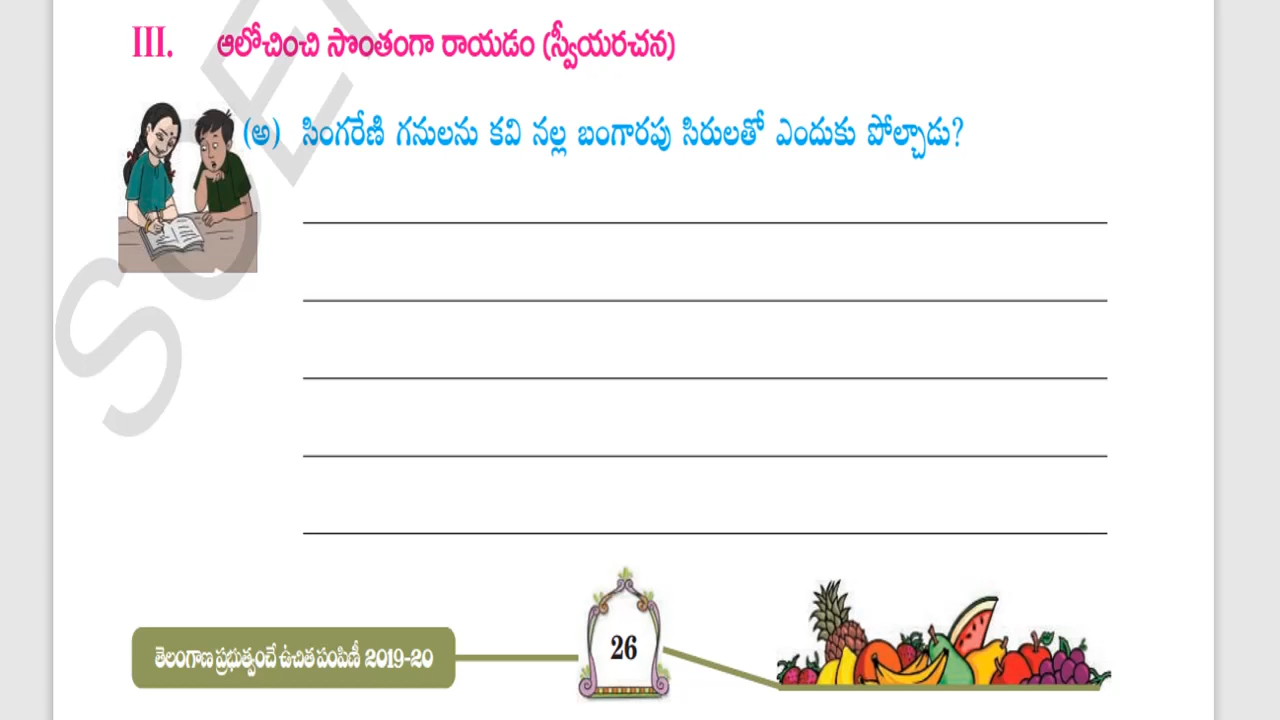 III. ఆలోచించి సొంతంగా రాయడం (స్వీయరచన)
(అ) సింగరేణి గనులను కవి నల్ల బంగారపు సిరులతో ఎందుకు పోల్చాడు?
తెలంగాణ ప్రభుత్వంచే ఉచిత పంపిణీ 2019-20
26